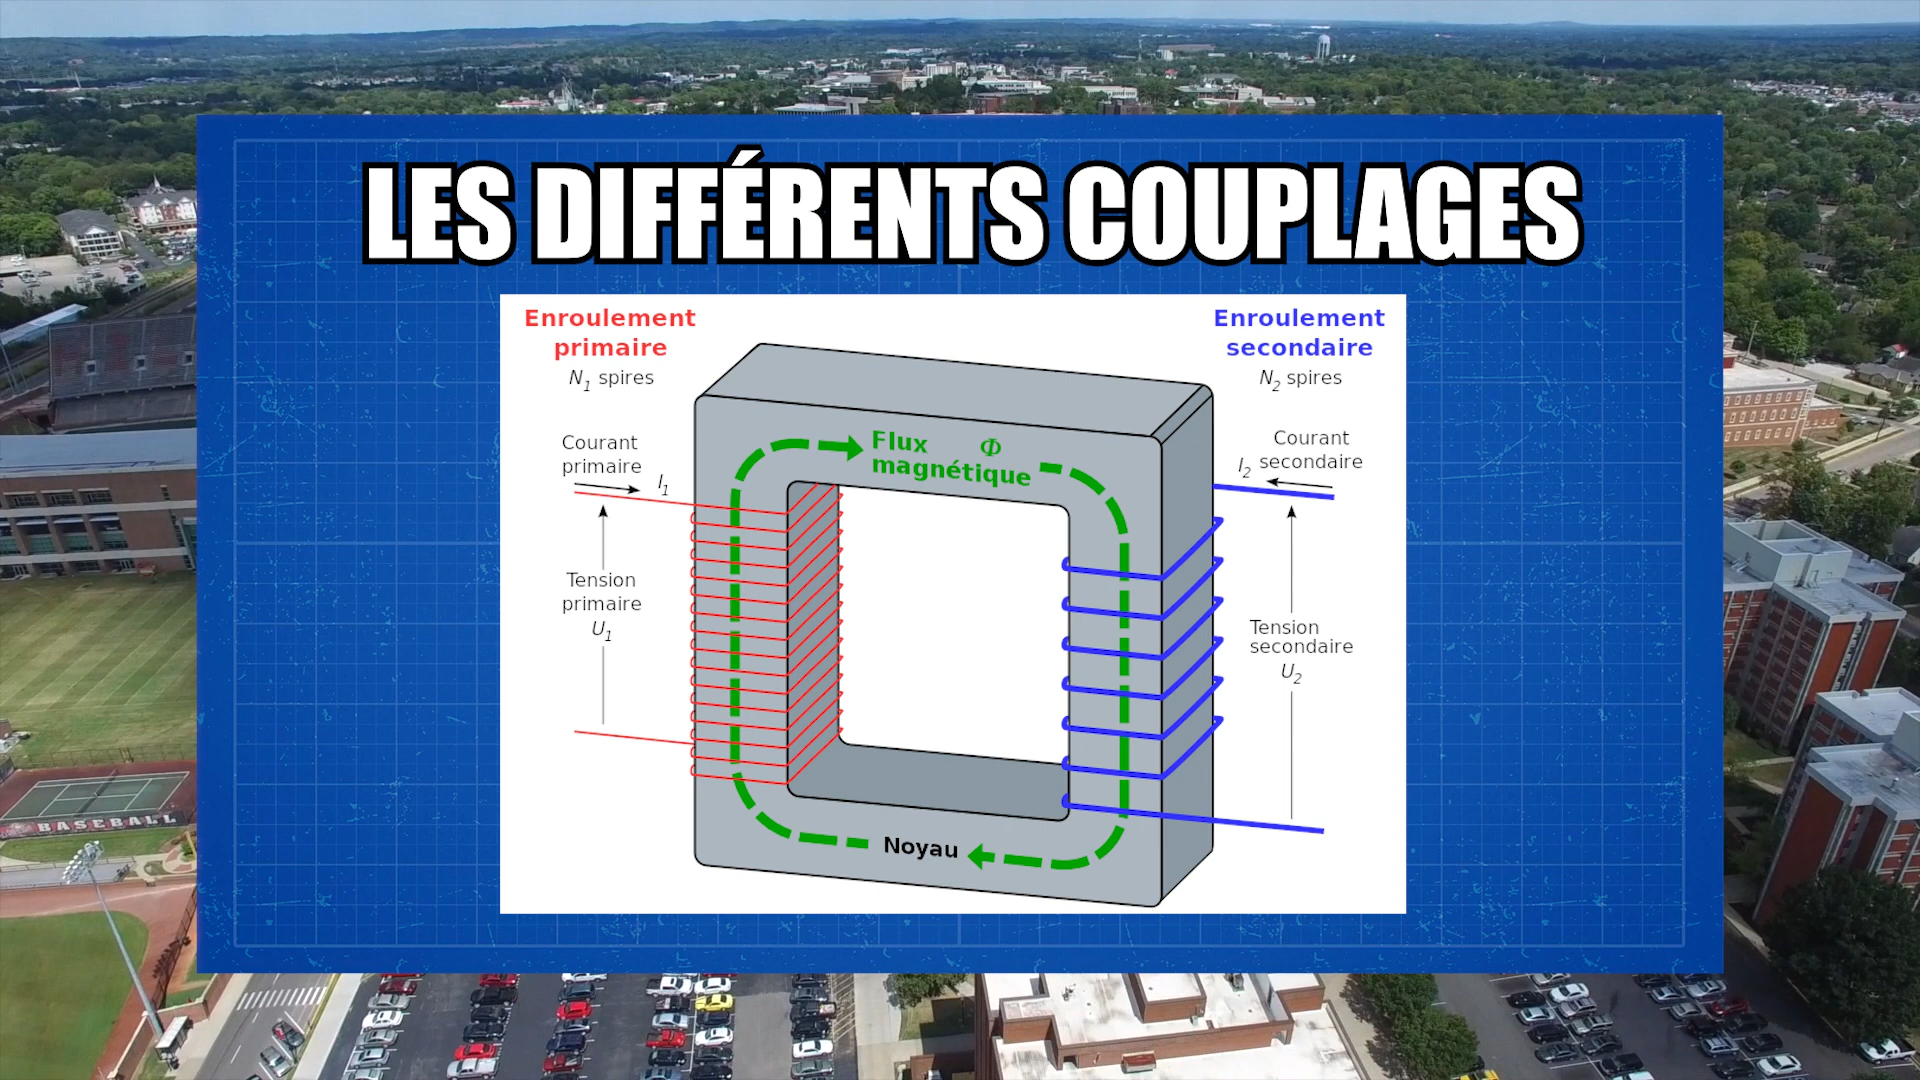 LES DIFFÉRENTS COUPLAGES
Enroulement
primaire
N1 spires
Courant
primaire
I1
Tension
primaire
U1
Flux Φ
magnétique
Noyau
Enroulement
secondaire
N2 spires
Courant
secondaire
I2
Tension
secondaire
U2
BASEBALL